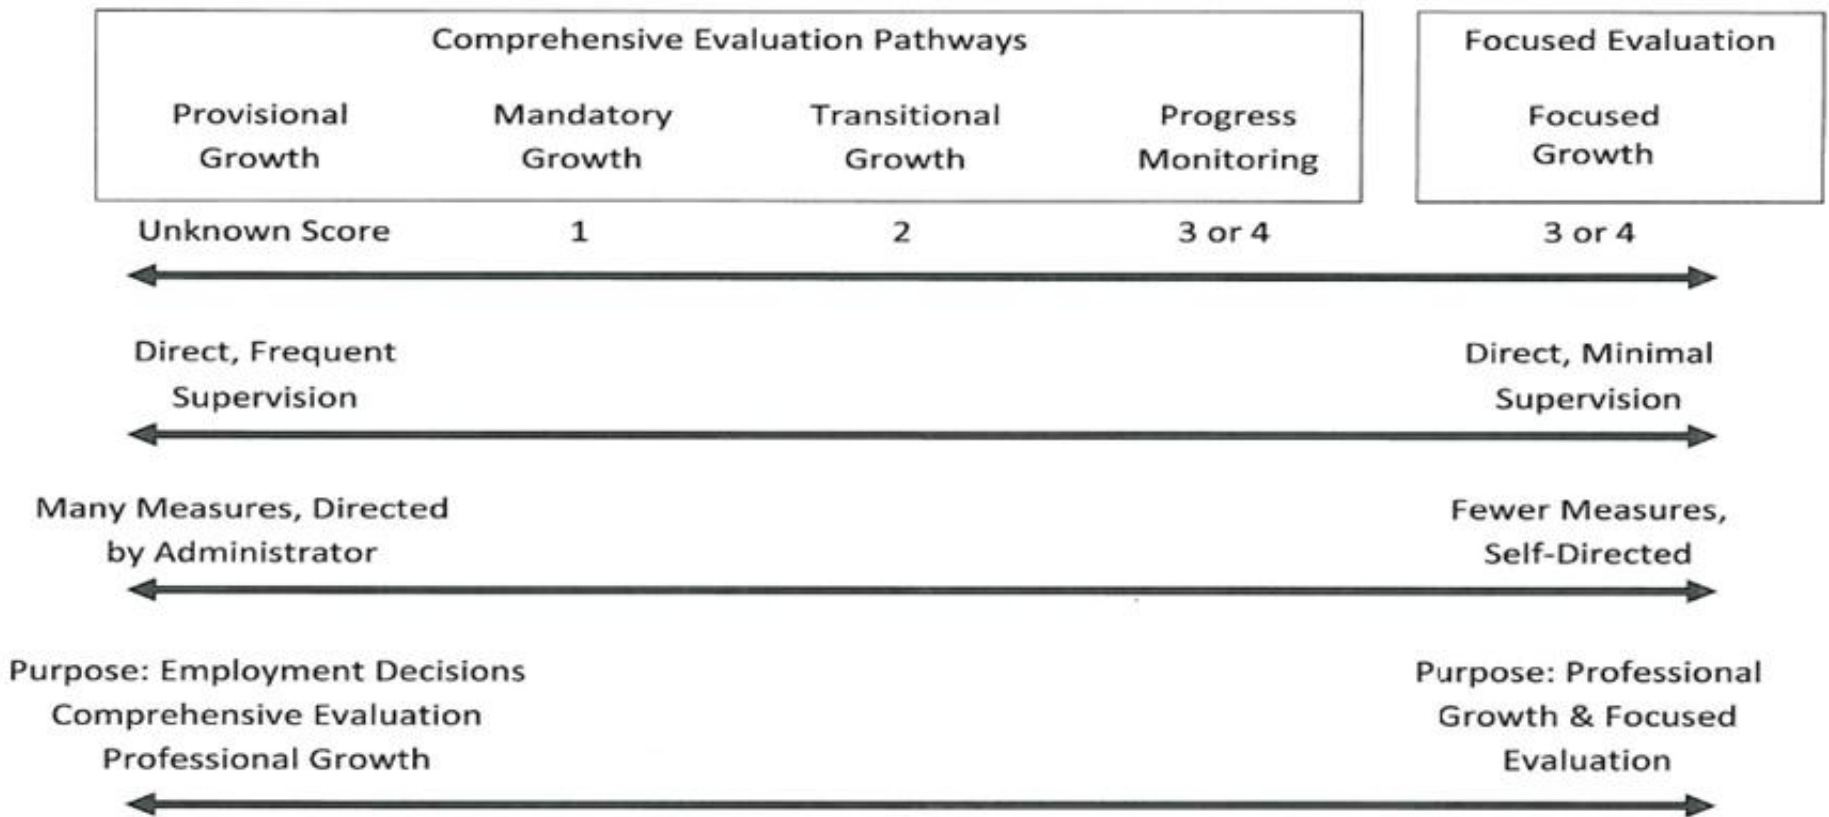 Comprehensive Evaluation Pathways
Provisional Growth
Mandatory Growth
Transitional Growth
Progress Monitoring
Focused Evaluation
Focused Growth
Unknown Score
1
2
3 or 4
3 or 4
Direct, Frequent
Supervision
Direct, Minimal
Supervision
Many Measures, Directed
by Administrator
Fewer Measures,
Self-Directed
Purpose: Employment Decisions
Comprehensive Evaluation
Professional Growth
Purpose: Professional
Growth & Focused
Evaluation